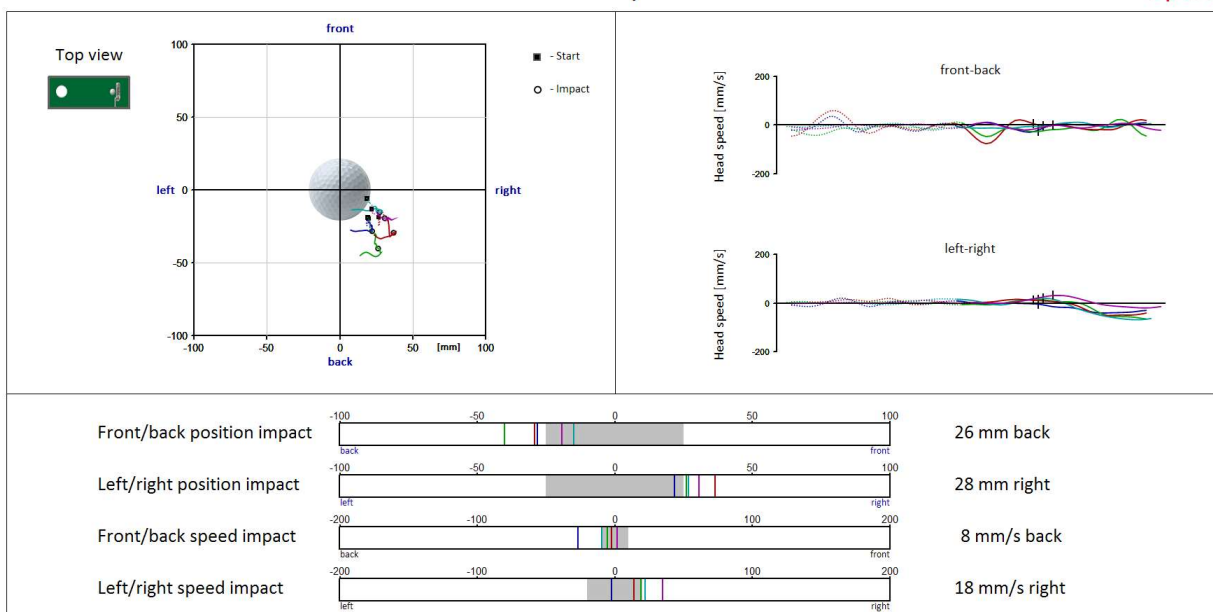 front
100
Top view
- Start
- Impact
50
left 0 right
-50
-100
-100 -50 0 50 [mm] 100
back
front-back
200
0
-200
Head speed [mm/s]
left-right
200
0
-200
Head speed [mm/s]
-100 -50 0 50 100
Front/back position impact 26 mm back
back front
-100 -50 0 50 100
Left/right position impact 28 mm right
left right
-200 -100 0 100 200
Front/back speed impact 8 mm/s back
back front
-200 -100 0 100 200
Left/right speed impact 18 mm/s right
left right